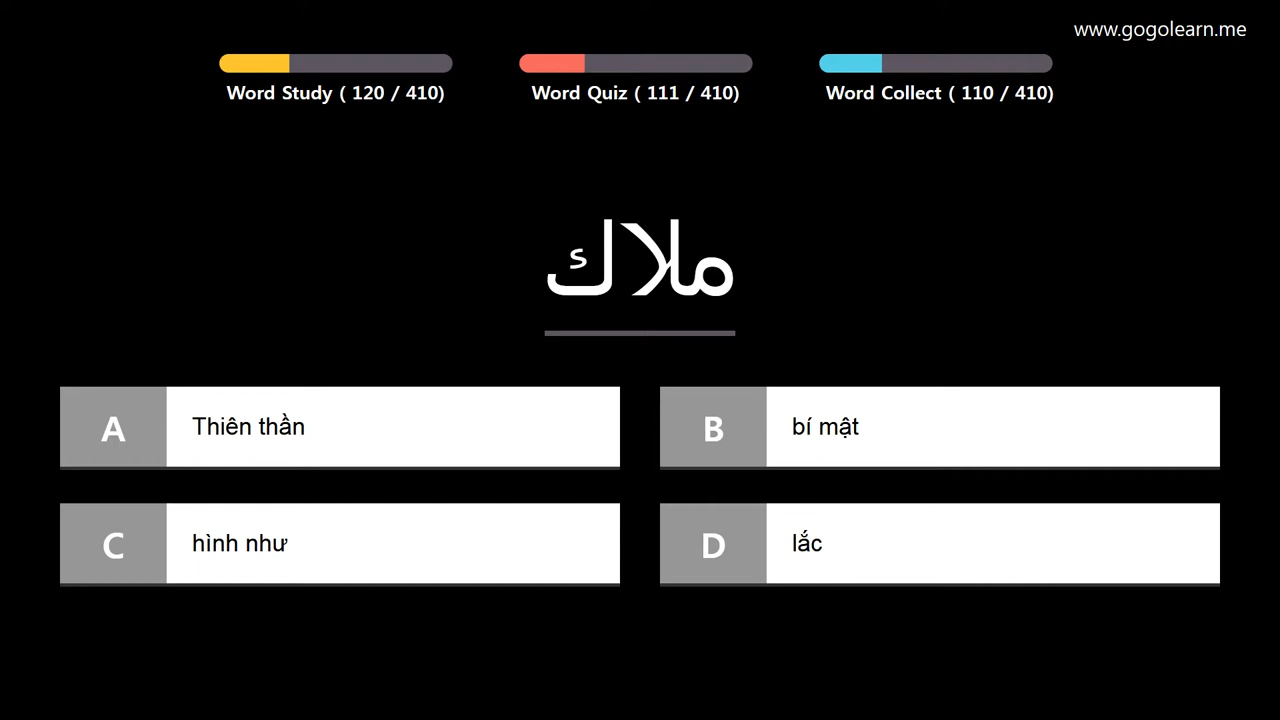 www.gogolearn.me
Word Study ( 120 / 410)
Word Quiz ( 111 / 410)
Word Collect ( 110 / 410)
ملاك
A Thiên thần
B bí mật
C hình như
D lắc